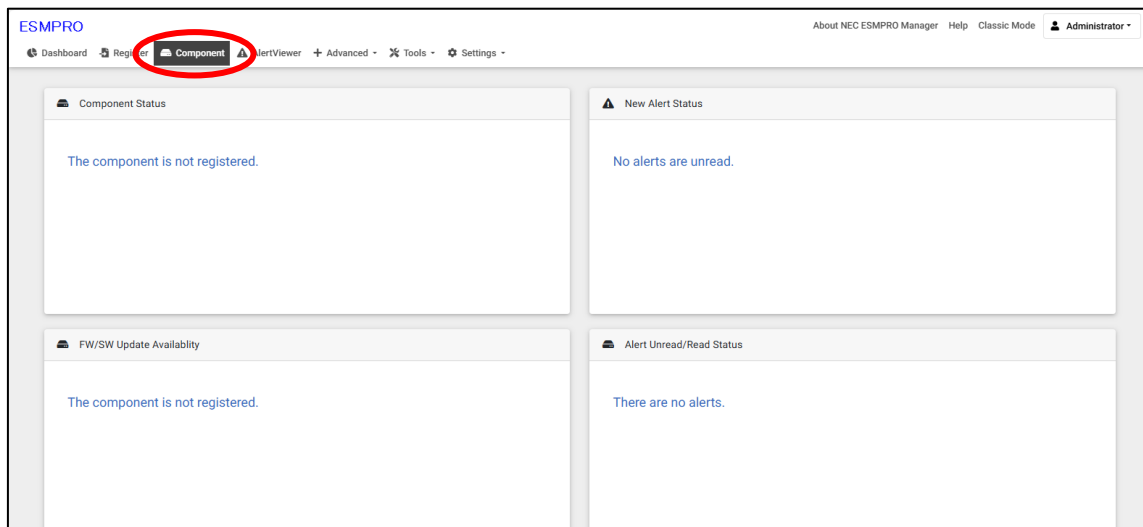 ESMPRO
About NEC ESMPRO Manager Help Classic Mode Administrator
Dashboard Register Component AlertViewer Advanced Tools Settings
Component Status
The component is not registered.
New Alert Status
No alerts are unread.
FW/SW Update Availablity
The component is not registered.
Alert Unread/Read Status
There are no alerts.